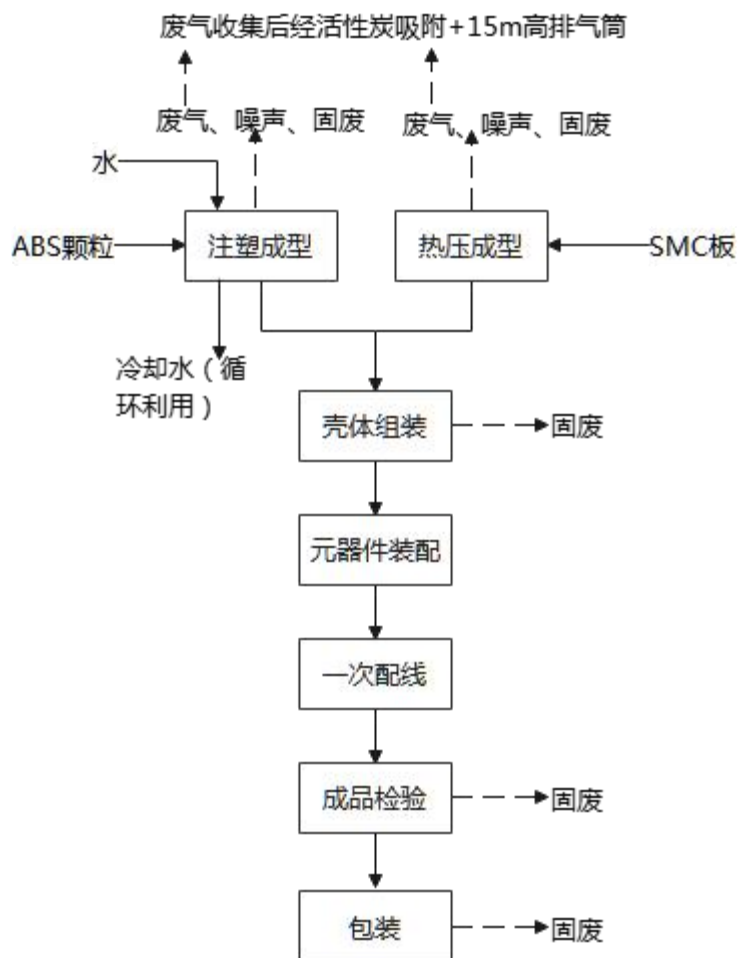 废气收集后经活性炭吸附+15m高排气筒
废气、噪声、固废
废气、噪声、固废
水
ABS颗粒
注塑成型
热压成型
SMC板
冷却水（循
环利用）
壳体组装
固废
元器件装配
一次配线
成品检验
固废
包装
固废